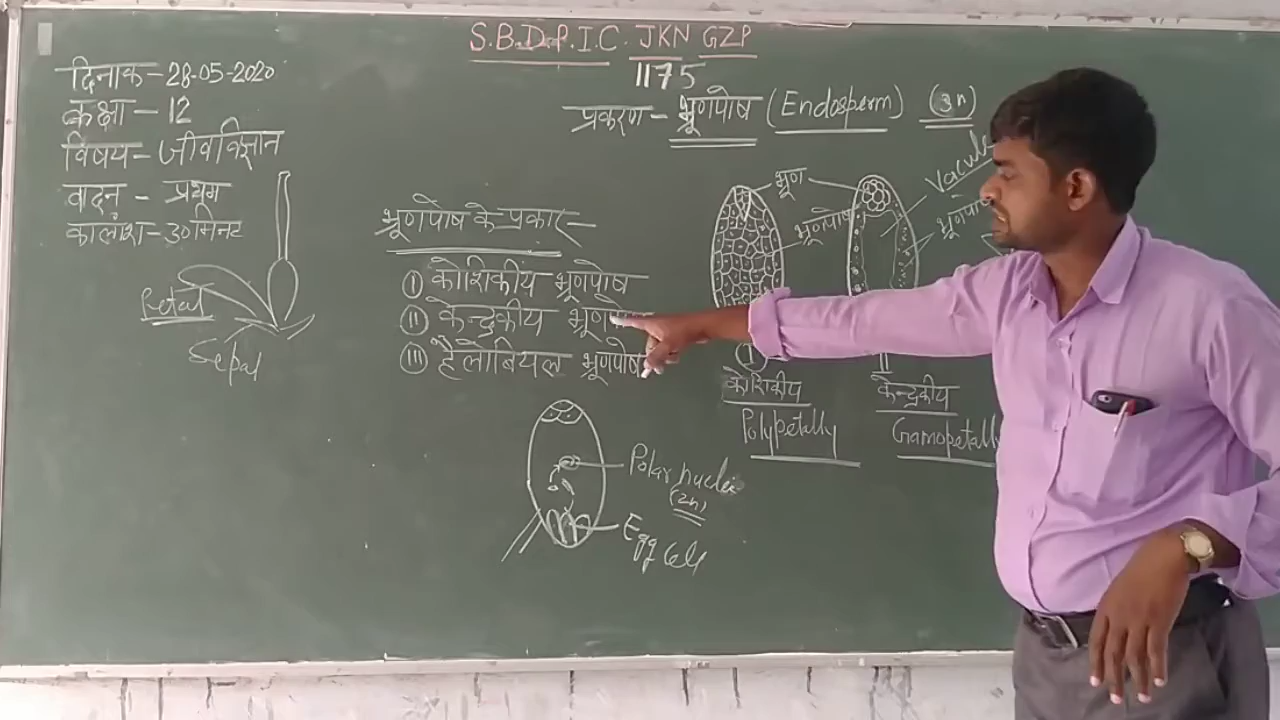 S.B.D.P.I.C. JKN GZP
1175
दिनाक - 28-05-2020
कक्षा - 12
विषय - जीवविज्ञान
वादन - प्रथम
कालांश - 30 मिनट
प्रकरण - भ्रूणपोष (Endosperm) (3n)
भ्रूणपोष के प्रकार -
(I) कोशिकीय भ्रूणपोष
(II) केन्द्रकीय भ्रूणपोष
(III) हैलोबियल भ्रूणपोष
Petal
Sepal
भ्रूण
भ्रूणपोष
Vacule
भ्रूणपो
I
कोशिकीय
Polypetally
II
केन्द्रकीय
Gamopetally
Polar nuclei
(2n)
Egg cell